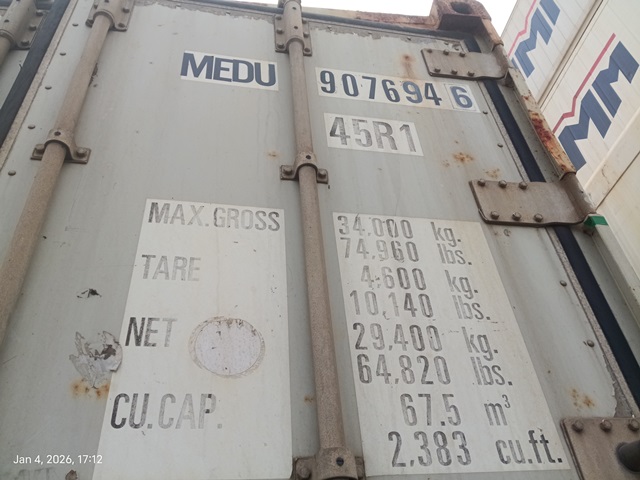 MEDU 907694 6
45R1
MAX.GROSS 34.000 kg.
74,960 lbs.
TARE 4,600 kg.
10,140 lbs.
NET 29,400 kg.
64,820 lbs.
CU.CAP. 67.5 m³
2,383 cu.ft.
MM
Jan 4, 2026, 17:12